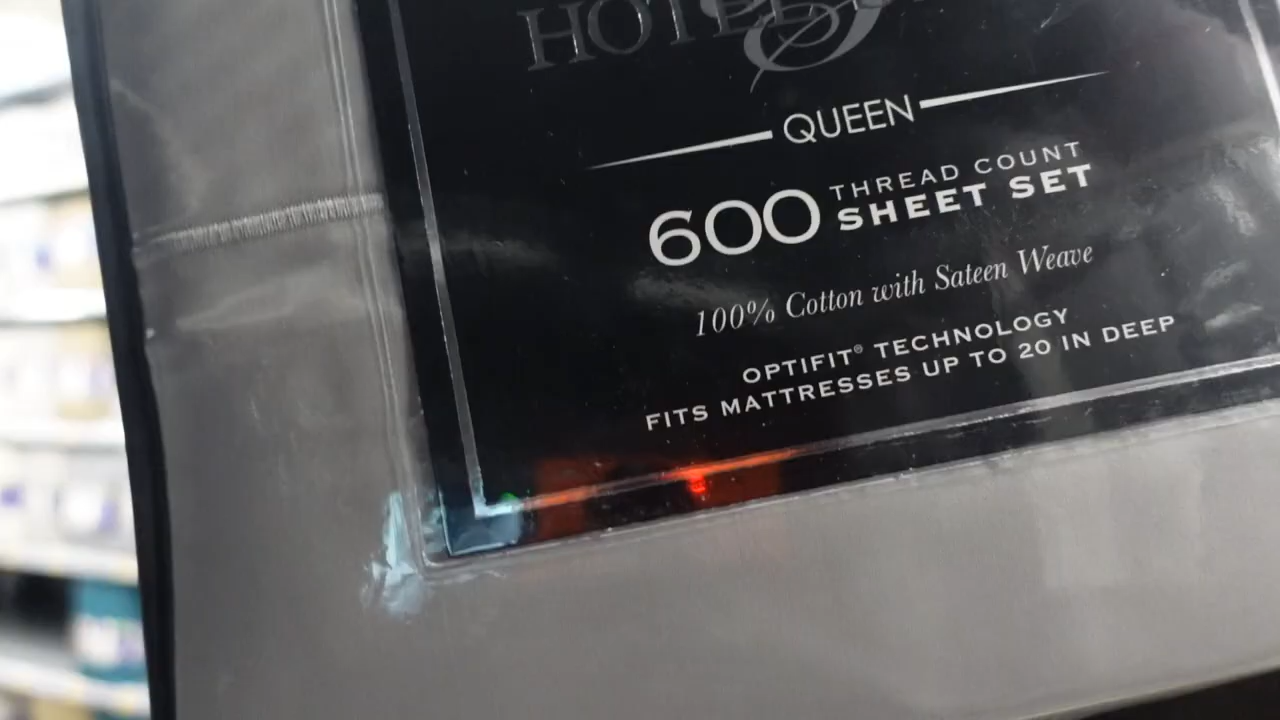 HOTEL
QUEEN
600 THREAD COUNT
SHEET SET
100% Cotton with Sateen Weave
OPTIFIT® TECHNOLOGY
FITS MATTRESSES UP TO 20 IN DEEP